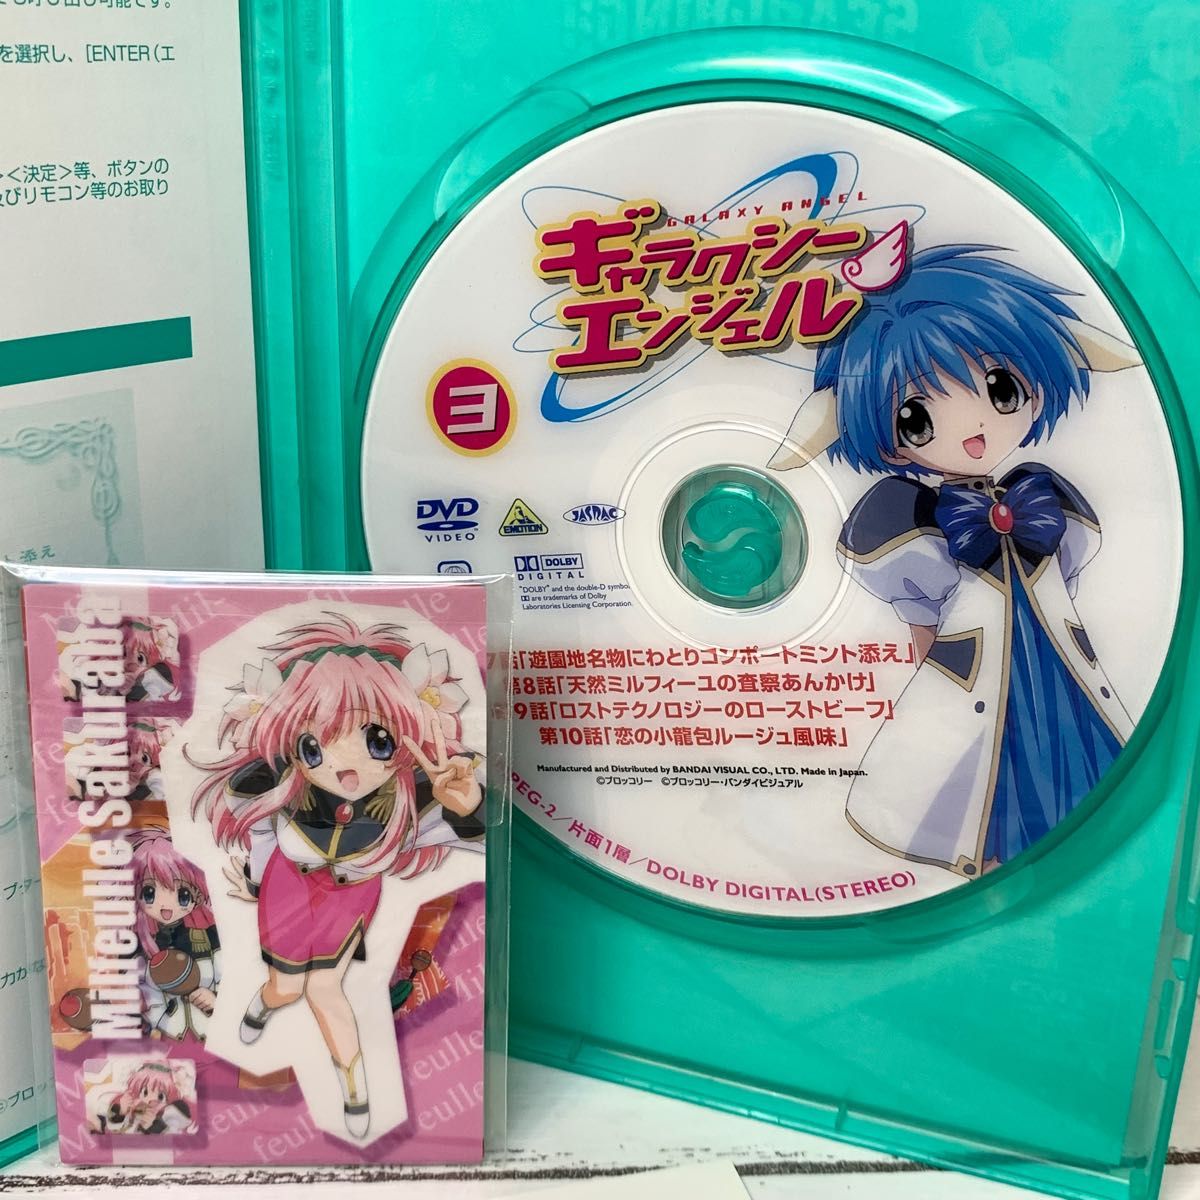 を選択し、[ENTER(エ
<決定>等、ボタンの
及びリモコン等のお取り
GALAXY ANGEL
ギャラクシー
エンジェル
3
DVD
VIDEO
EMOTION
JASRAC
DOLBY
DIGITAL
"DOLBY" and the double-D symbol
are trademarks of Dolby
Laboratories Licensing Corporation.
7話「遊園地名物にわとりコンポートミント添え」
第8話「天然ミルフィーユの査察あんかけ」
9話「ロストテクノロジーのローストビーフ」
第10話「恋の小龍包ルージュ風味」
Manufactured and Distributed by BANDAI VISUAL CO., LTD. Made in Japan.
©ブロッコリー ©ブロッコリー・バンダイビジュアル
PEG-2/片面1層/DOLBY DIGITAL(STEREO)
添え
Milfeulle Sakuraba
feulle
feulle
feulle